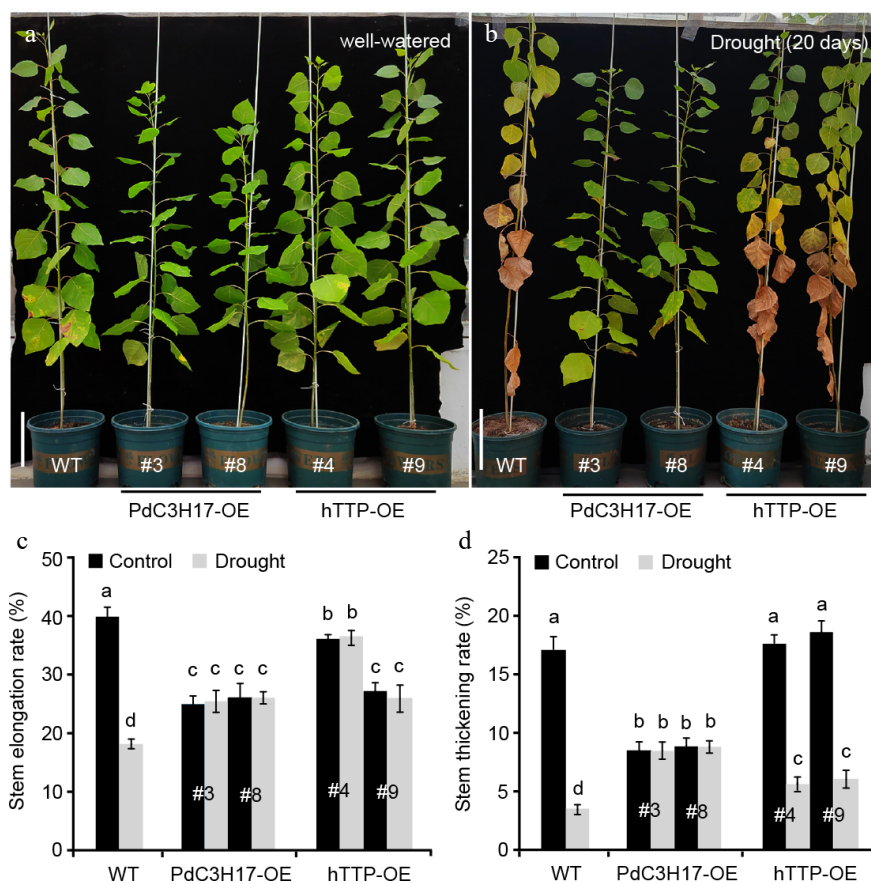 a
well-watered
WT
#3
#8
#4
#9
PdC3H17-OE
hTTP-OE
b
Drought (20 days)
WT
#3
#8
#4
#9
PdC3H17-OE
hTTP-OE
c
Control
Drought
Stem elongation rate (%)
50
40
30
20
10
0
a
d
c
c
c
c
b
b
c
c
#3
#8
#4
#9
WT
PdC3H17-OE
hTTP-OE
d
Control
Drought
Stem thickening rate (%)
25
20
15
10
5
0
a
d
b
b
b
b
a
c
a
c
#3
#8
#4
#9
WT
PdC3H17-OE
hTTP-OE